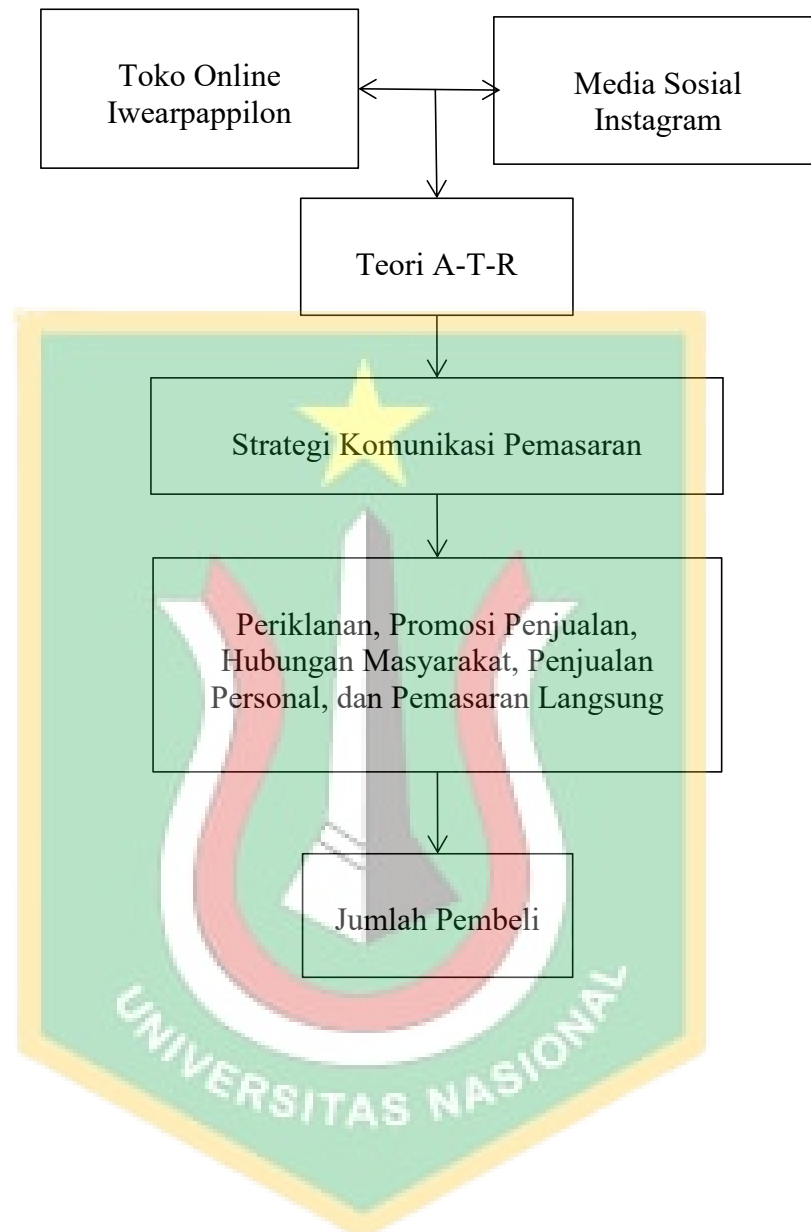 Toko Online
Iwearpappilon
Media Sosial
Instagram
Teori A-T-R
Strategi Komunikasi Pemasaran
Periklanan, Promosi Penjualan,
Hubungan Masyarakat, Penjualan
Personal, dan Pemasaran Langsung
Jumlah Pembeli
UNIVERSITAS NASIONAL